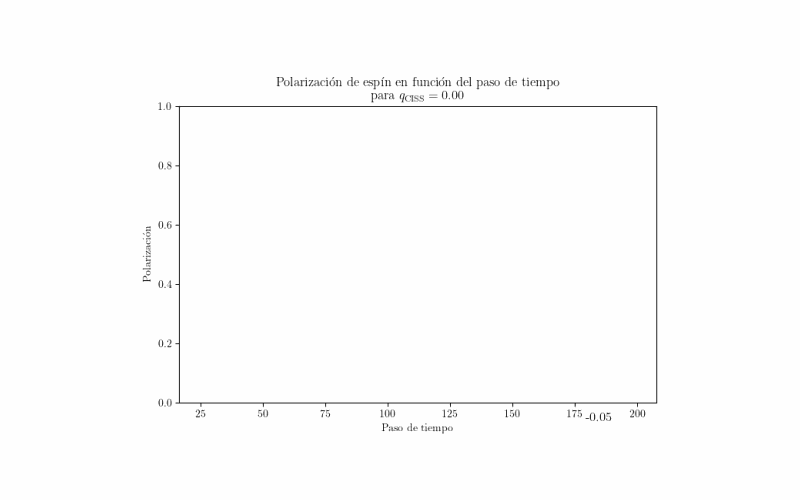 Polarización de espín en función del paso de tiempo
para qCISS = 0.00
1.0
0.8
0.6
0.4
0.2
0.0
Polarización
25 50 75 100 125 150 175 -0.05 200
Paso de tiempo